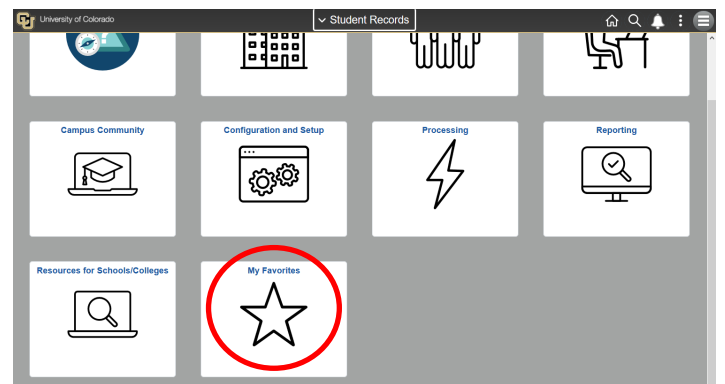 University of Colorado
Student Records
Campus Community
Configuration and Setup
Processing
Reporting
Resources for Schools/Colleges
My Favorites